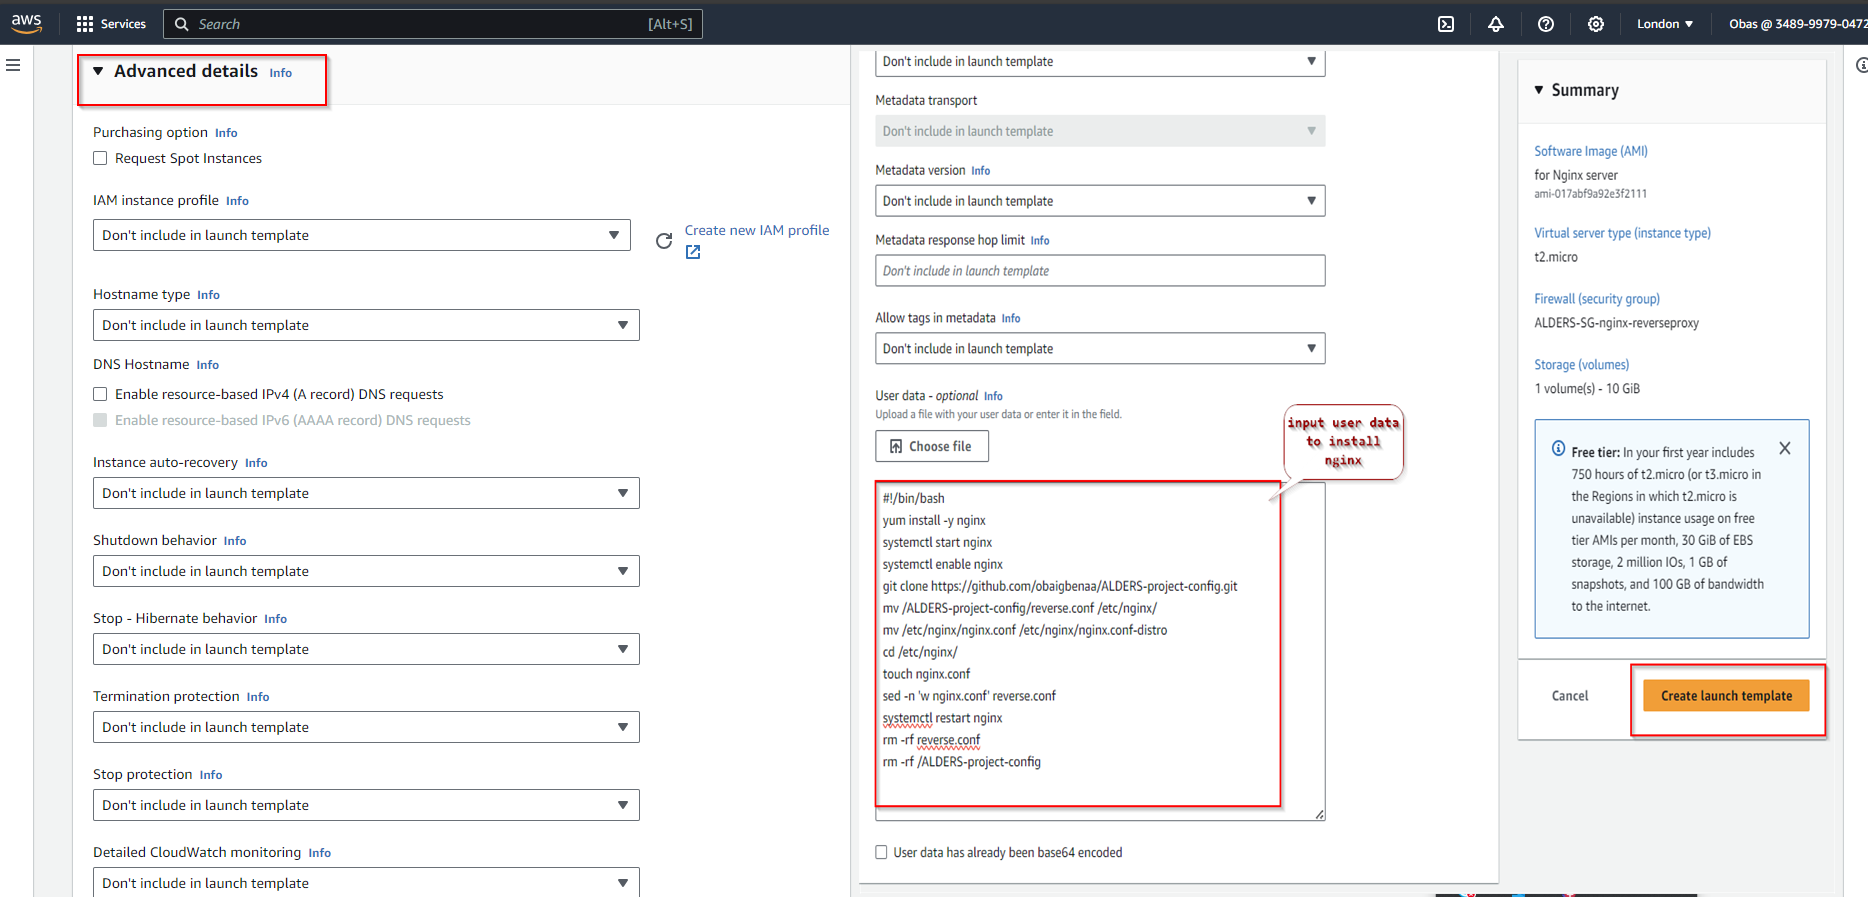 aws
Services
Search
[Alt+S]
London
Obas @ 3489-9979-0472
Advanced details Info
Purchasing option Info
Request Spot Instances
IAM instance profile Info
Don't include in launch template
Create new IAM profile
Hostname type Info
Don't include in launch template
DNS Hostname Info
Enable resource-based IPv4 (A record) DNS requests
Enable resource-based IPv6 (AAAA record) DNS requests
Instance auto-recovery Info
Don't include in launch template
Shutdown behavior Info
Don't include in launch template
Stop - Hibernate behavior Info
Don't include in launch template
Termination protection Info
Don't include in launch template
Stop protection Info
Don't include in launch template
Detailed CloudWatch monitoring Info
Don't include in launch template
Don't include in launch template
Metadata transport
Don't include in launch template
Metadata version Info
Don't include in launch template
Metadata response hop limit Info
Don't include in launch template
Allow tags in metadata Info
Don't include in launch template
User data - optional Info
Upload a file with your user data or enter it in the field.
Choose file
input user data
to install
nginx
#!/bin/bash
yum install -y nginx
systemctl start nginx
systemctl enable nginx
git clone https://github.com/obaigbenaa/ALDERS-project-config.git
mv /ALDERS-project-config/reverse.conf /etc/nginx/
mv /etc/nginx/nginx.conf /etc/nginx/nginx.conf-distro
cd /etc/nginx/
touch nginx.conf
sed -n 'w nginx.conf' reverse.conf
systemctl restart nginx
rm -rf reverse.conf
rm -rf /ALDERS-project-config
User data has already been base64 encoded
Summary
Software Image (AMI)
for Nginx server
ami-017abf9a92e3f2111
Virtual server type (instance type)
t2.micro
Firewall (security group)
ALDERS-SG-nginx-reverseproxy
Storage (volumes)
1 volume(s) - 10 GiB
Free tier: In your first year includes
750 hours of t2.micro (or t3.micro in
the Regions in which t2.micro is
unavailable) instance usage on free
tier AMIs per month, 30 GiB of EBS
storage, 2 million IOs, 1 GB of
snapshots, and 100 GB of bandwidth
to the internet.
Cancel
Create launch template